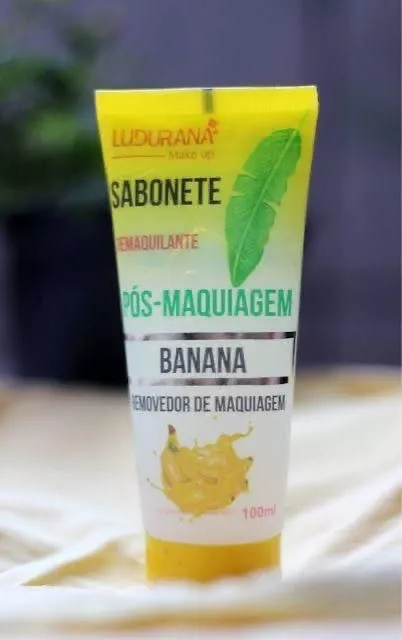 LUDURANA
Make up
SABONETE
DEMAQUILANTE
PÓS-MAQUIAGEM
BANANA
REMOVEDOR DE MAQUIAGEM
100ml